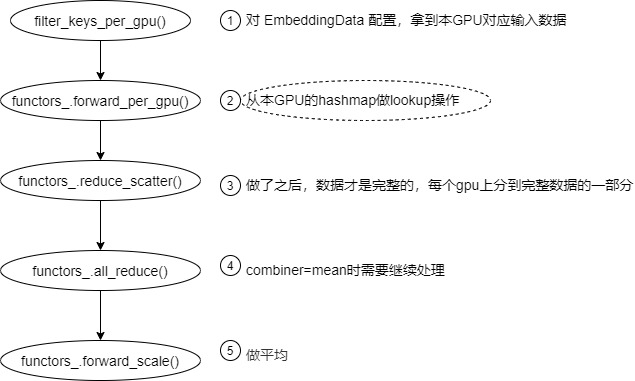 filter_keys_per_gpu()
① 对 EmbeddingData 配置，拿到本GPU对应输入数据
functors_.forward_per_gpu()
② 从本GPU的hashmap做lookup操作
functors_.reduce_scatter()
③ 做了之后，数据才是完整的，每个gpu上分到完整数据的一部分
functors_.all_reduce()
④ combiner=mean时需要继续处理
functors_.forward_scale()
⑤ 做平均